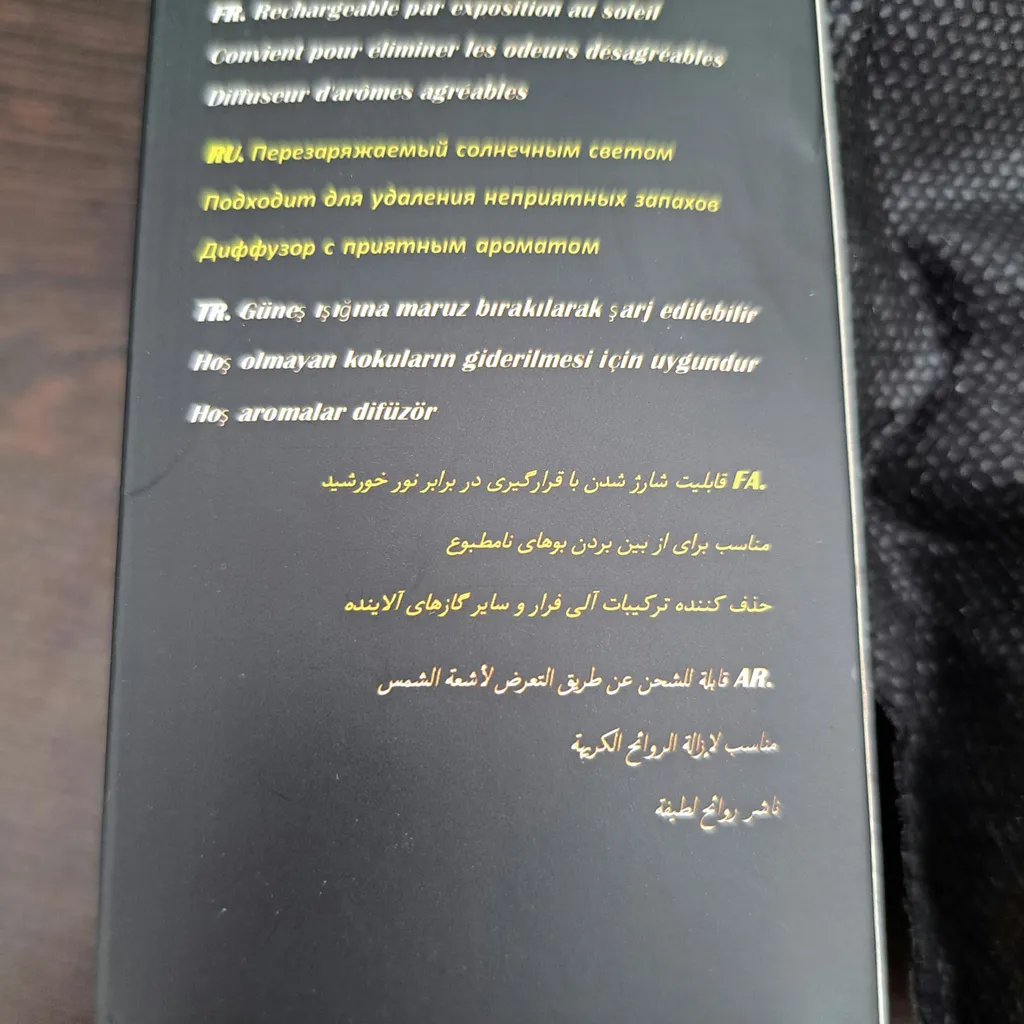 FR. Rechargeable par exposition au soleil
Convient pour éliminer les odeurs désagréables
Diffuseur d'arômes agréables
RU. Перезаряжаемый солнечным светом
Подходит для удаления неприятных запахов
Диффузор с приятным ароматом
TR. Güneş ışığına maruz bırakılarak şarj edilebilir
Hoş olmayan kokuların giderilmesi için uygundur
Hoş aromalar difüzör
FA. قابلیت شارژ شدن با قرارگیری در برابر نور خورشید
مناسب برای از بین بردن بوهای نامطبوع
حذف کننده ترکیبات آلی فرار و سایر گازهای آلاینده
AR. قابلة للشحن عن طريق التعرض لأشعة الشمس
مناسب لإزالة الروائح الكريهة
ناشر روائح لطيفة